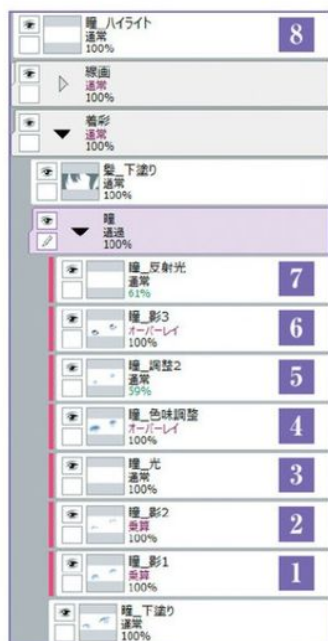 瞳_ハイライト
通常
100%
8
線画
通常
100%
着彩
通常
100%
髪_下塗り
通常
100%
瞳
通過
100%
瞳_反射光
通常
61%
7
瞳_影3
オーバーレイ
100%
6
瞳_調整2
通常
59%
5
瞳_色味調整
オーバーレイ
100%
4
瞳_光
通常
100%
3
瞳_影2
乗算
100%
2
瞳_影1
乗算
100%
1
瞳_下塗り
通常
100%